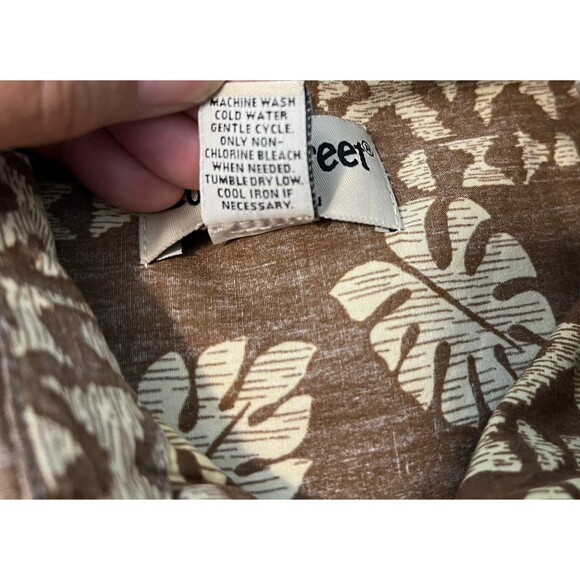 MACHINE WASH
COLD WATER
GENTLE CYCLE.
ONLY NON-
CHLORINE BLEACH
WHEN NEEDED.
TUMBLE DRY LOW.
COOL IRON IF
NECESSARY.
reet®